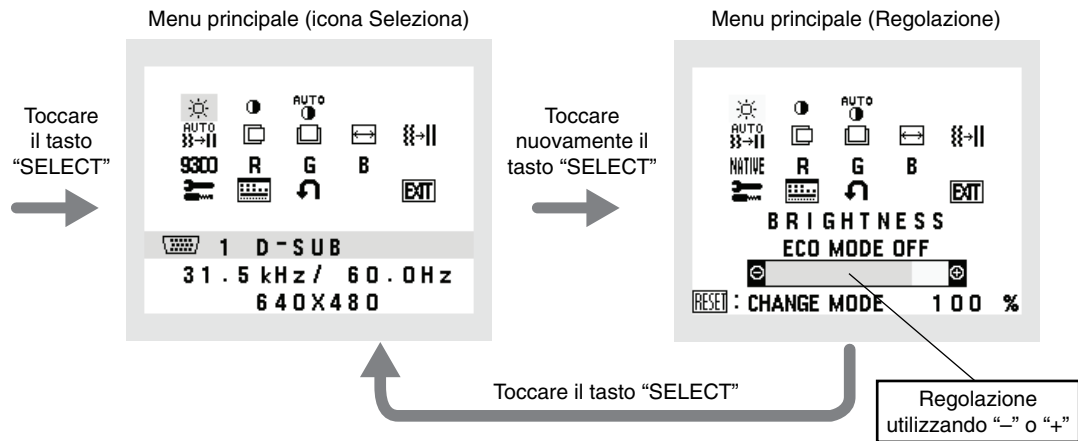 Menu principale (icona Seleziona)
Menu principale (Regolazione)
Toccare
il tasto
“SELECT”
AUTO
AUTO
9300 R G B
EXIT
1 D-SUB
31.5kHz/ 60.0Hz
640X480
Toccare
nuovamente il
tasto “SELECT”
AUTO
AUTO
NATIVE R G B
EXIT
BRIGHTNESS
ECO MODE OFF
RESET: CHANGE MODE 100 %
Toccare il tasto “SELECT”
Regolazione
utilizzando “–” o “+”